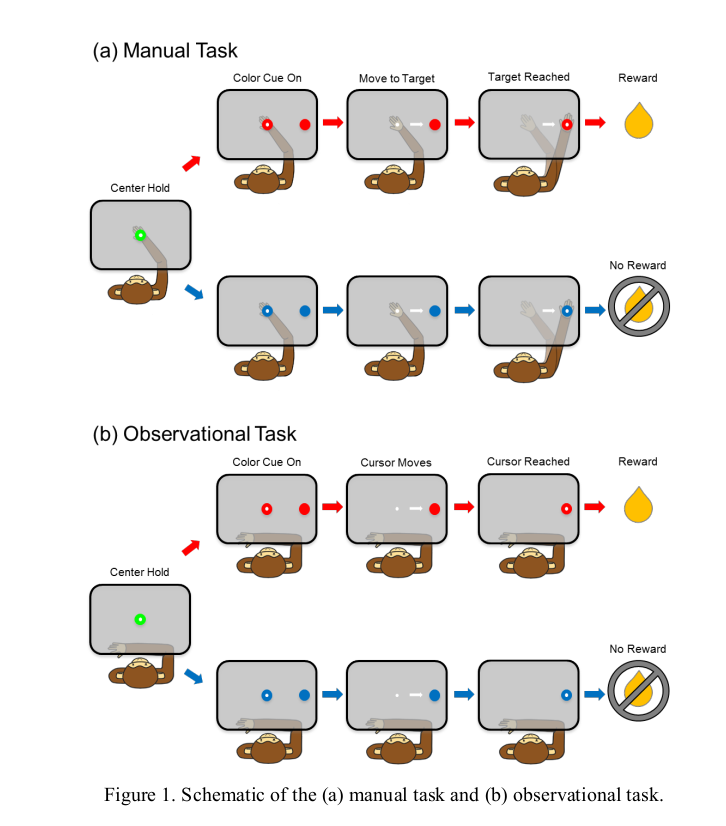 (a) Manual Task
Color Cue On
Move to Target
Target Reached
Reward
Center Hold
No Reward
(b) Observational Task
Color Cue On
Cursor Moves
Cursor Reached
Reward
Center Hold
No Reward
Figure 1. Schematic of the (a) manual task and (b) observational task.